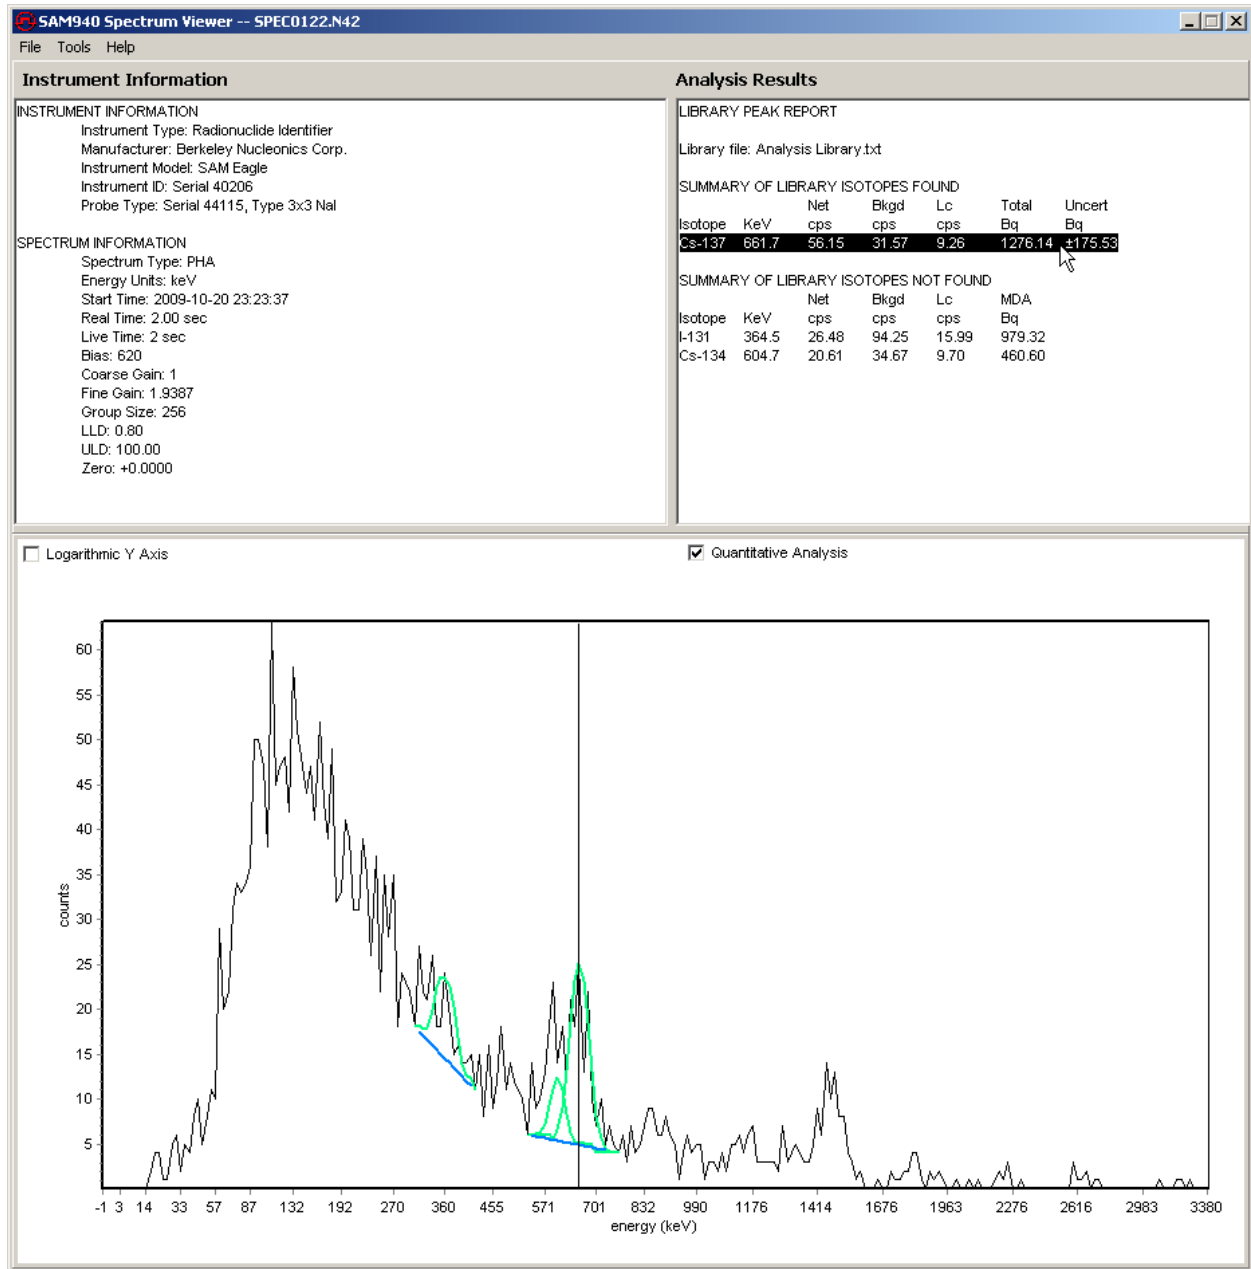 SAM940 Spectrum Viewer -- SPEC0122.N42
File Tools Help
Instrument Information
INSTRUMENT INFORMATION
Instrument Type: Radionuclide Identifier
Manufacturer: Berkeley Nucleonics Corp.
Instrument Model: SAM Eagle
Instrument ID: Serial 40206
Probe Type: Serial 44115, Type 3x3 NaI
SPECTRUM INFORMATION
Spectrum Type: PHA
Energy Units: keV
Start Time: 2009-10-20 23:23:37
Real Time: 2.00 sec
Live Time: 2 sec
Bias: 620
Coarse Gain: 1
Fine Gain: 1.9387
Group Size: 256
LLD: 0.80
ULD: 100.00
Zero: +0.0000
Analysis Results
LIBRARY PEAK REPORT
Library file: Analysis Library.txt
SUMMARY OF LIBRARY ISOTOPES FOUND
Net Bkgd Lc Total Uncert
Isotope KeV cps cps cps Bq Bq
Cs-137 661.7 56.15 31.57 9.26 1276.14 ±175.53
SUMMARY OF LIBRARY ISOTOPES NOT FOUND
Net Bkgd Lc MDA
Isotope KeV cps cps cps Bq
I-131 364.5 26.48 94.25 15.99 979.32
Cs-134 604.7 20.61 34.67 9.70 460.60
Logarithmic Y Axis
Quantitative Analysis
60
55
50
45
40
35
30
25
20
15
10
5
counts
-1 3 14 33 57 87 132 192 270 360 455 571 701 832 990 1176 1414 1676 1963 2276 2616 2983 3380
energy (keV)